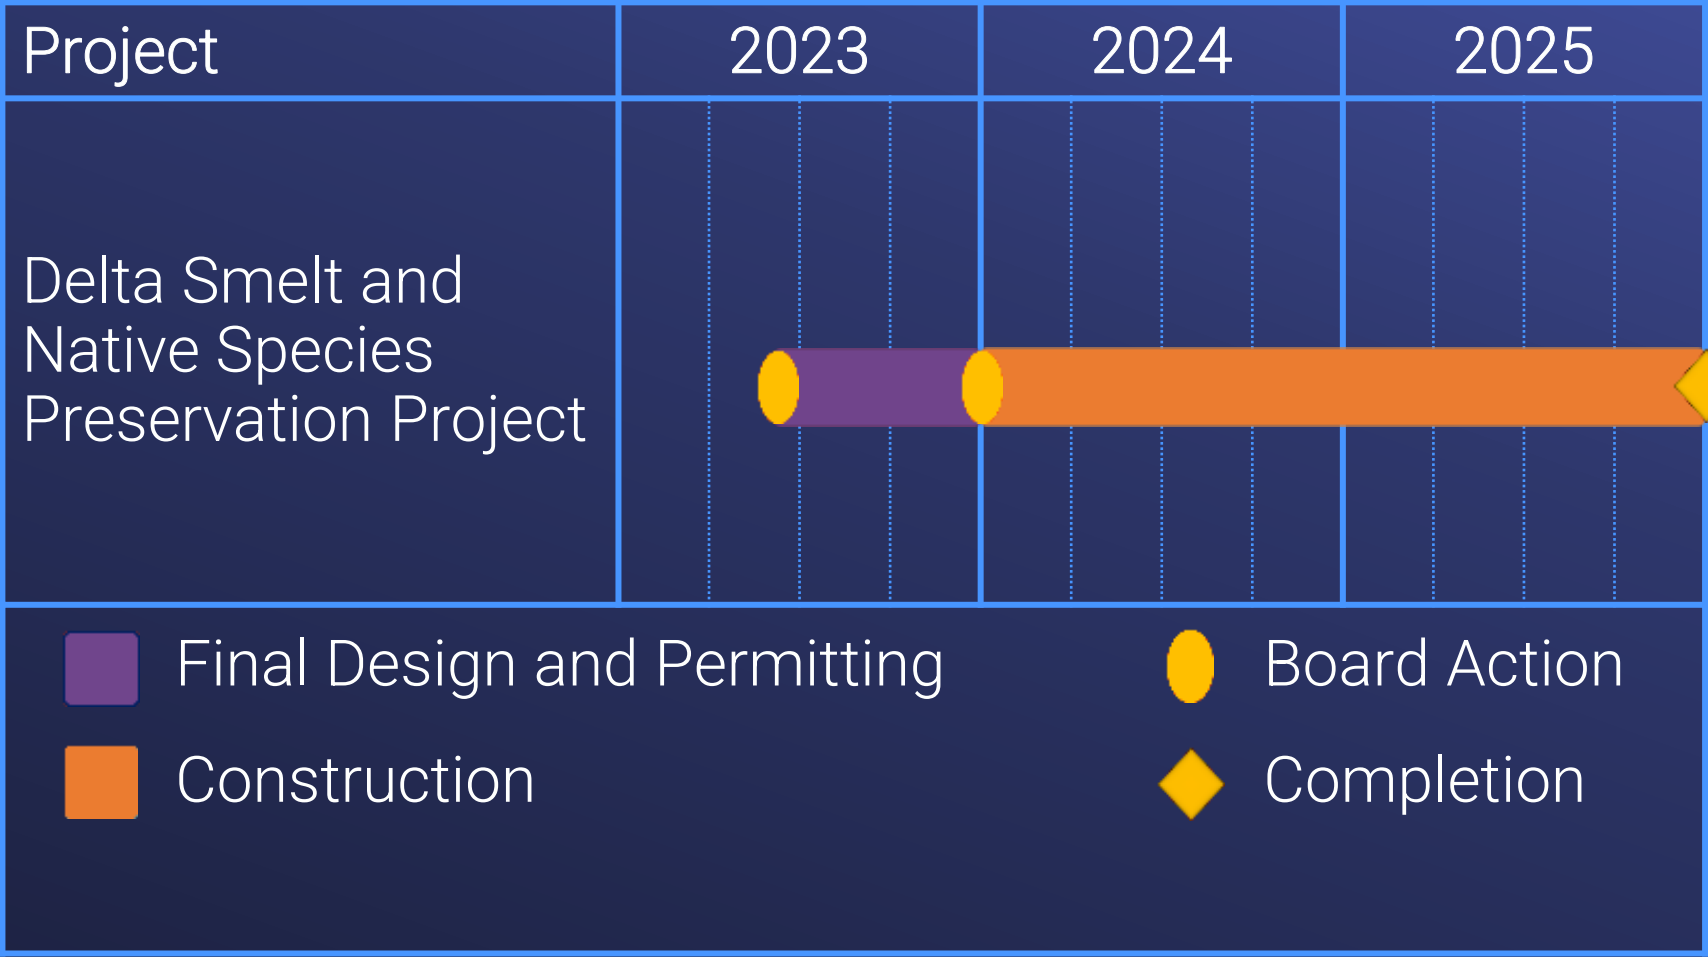 Project
2023
2024
2025
Delta Smelt and
Native Species
Preservation Project
Final Design and Permitting
Board Action
Construction
Completion